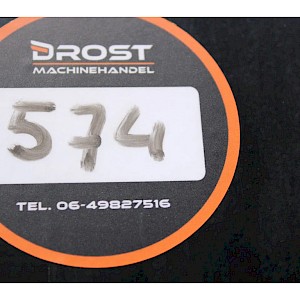 DROST
MACHINEHANDEL
574
TEL. 06-49827516